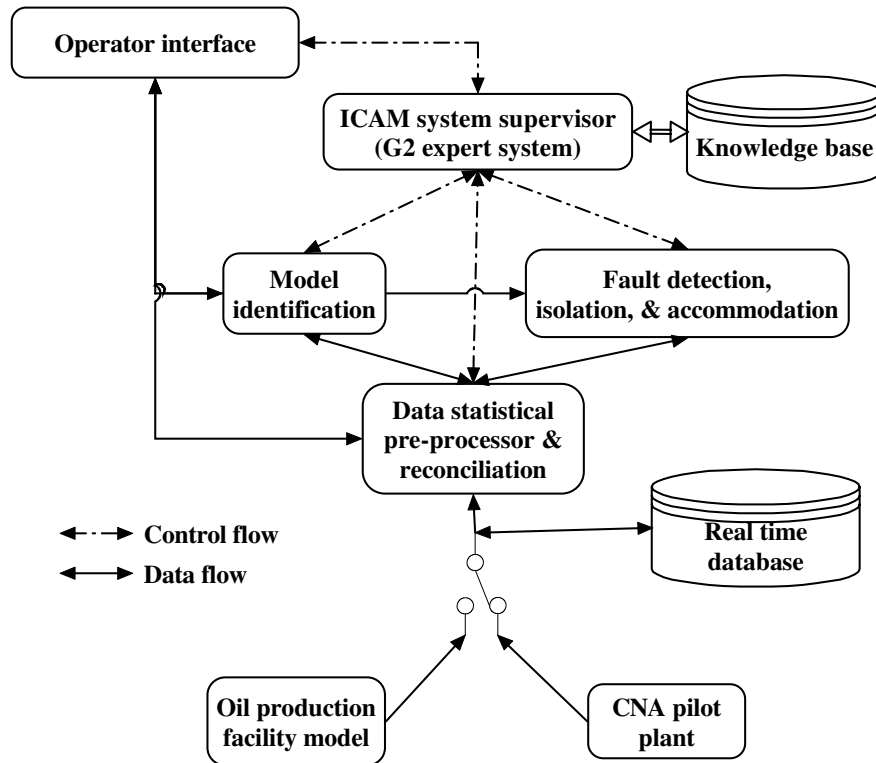 Operator interface
ICAM system supervisor
(G2 expert system)
Knowledge base
Model
identification
Fault detection,
isolation, & accommodation
Data statistical
pre-processor &
reconciliation
Real time
database
Control flow
Data flow
Oil production
facility model
CNA pilot
plant